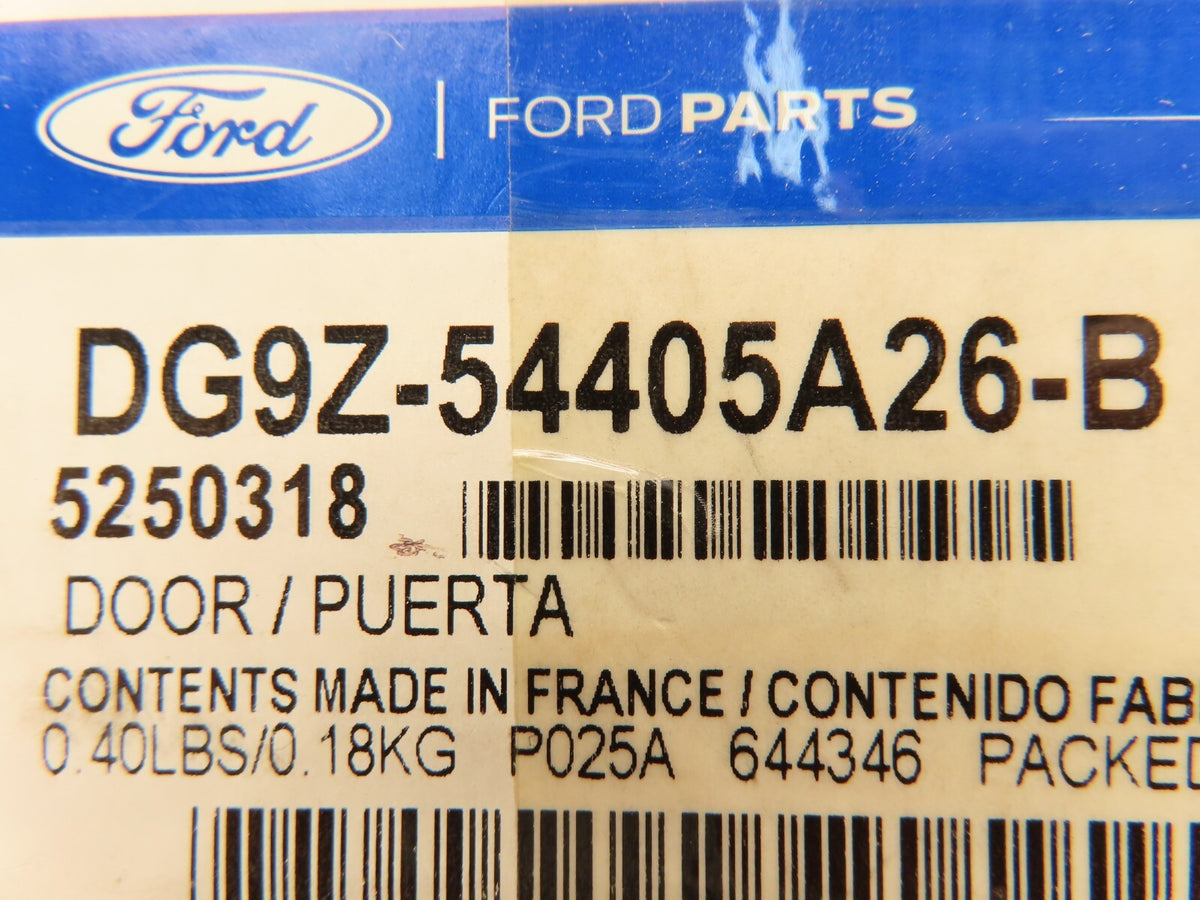 Ford | FORD PARTS
DG9Z-54405A26-B
5250318
DOOR / PUERTA
CONTENTS MADE IN FRANCE / CONTENIDO FAB
0.40LBS/0.18KG P025A 644346 PACKED